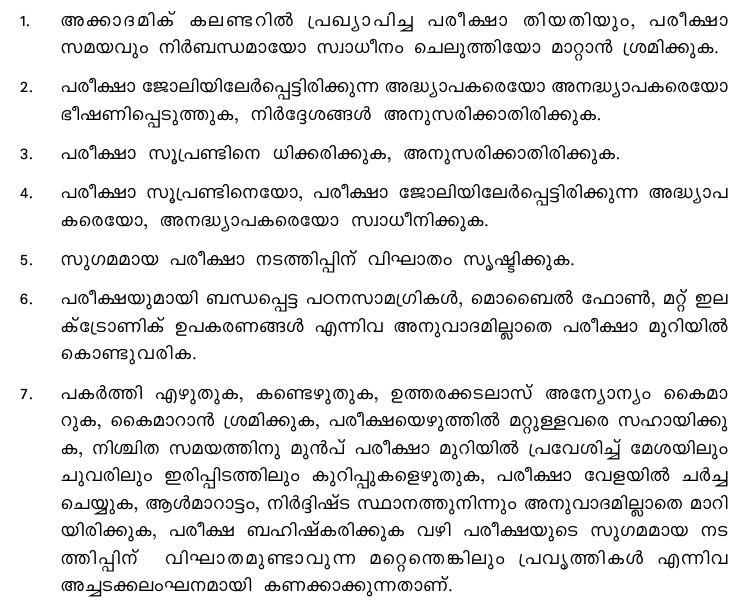 1. അക്കാദമിക് കലണ്ടറിൽ പ്രഖ്യാപിച്ച പരീക്ഷാ തിയതിയും, പരീക്ഷാ
സമയവും നിർബന്ധമായോ സ്വാധീനം ചെലുത്തിയോ മാറ്റാൻ ശ്രമിക്കുക.
2. പരീക്ഷാ ജോലിയിലേർപ്പെട്ടിരിക്കുന്ന അദ്ധ്യാപകരെയോ അനദ്ധ്യാപകരെയോ
ഭീഷണിപ്പെടുത്തുക, നിർദ്ദേശങ്ങൾ അനുസരിക്കാതിരിക്കുക.
3. പരീക്ഷാ സൂപ്രണ്ടിനെ ധിക്കരിക്കുക, അനുസരിക്കാതിരിക്കുക.
4. പരീക്ഷാ സൂപ്രണ്ടിനെയോ, പരീക്ഷാ ജോലിയിലേർപ്പെട്ടിരിക്കുന്ന അദ്ധ്യാപ
കരെയോ, അനദ്ധ്യാപകരെയോ സ്വാധീനിക്കുക.
5. സുഗമമായ പരീക്ഷാ നടത്തിപ്പിന് വിഘാതം സൃഷ്ടിക്കുക.
6. പരീക്ഷയുമായി ബന്ധപ്പെട്ട പഠനസാമഗ്രികൾ, മൊബൈൽ ഫോൺ, മറ്റ് ഇല
ക്ട്രോണിക് ഉപകരണങ്ങൾ എന്നിവ അനുവാദമില്ലാതെ പരീക്ഷാ മുറിയിൽ
കൊണ്ടുവരിക.
7. പകർത്തി എഴുതുക, കണ്ടെഴുതുക, ഉത്തരക്കടലാസ് അന്യോന്യം കൈമാ
റുക, കൈമാറാൻ ശ്രമിക്കുക, പരീക്ഷയെഴുത്തിൽ മറ്റുള്ളവരെ സഹായിക്കു
ക, നിശ്ചിത സമയത്തിനു മുൻപ് പരീക്ഷാ മുറിയിൽ പ്രവേശിച്ച് മേശയിലും
ചുവരിലും ഇരിപ്പിടത്തിലും കുറിപ്പുകളെഴുതുക, പരീക്ഷാ വേളയിൽ ചർച്ച
ചെയ്യുക, ആൾമാറാട്ടം, നിർദ്ദിഷ്ട സ്ഥാനത്തുനിന്നും അനുവാദമില്ലാതെ മാറി
യിരിക്കുക, പരീക്ഷ ബഹിഷ്കരിക്കുക വഴി പരീക്ഷയുടെ സുഗമമായ നട
ത്തിപ്പിന് വിഘാതമുണ്ടാവുന്ന മറ്റെന്തെങ്കിലും പ്രവൃത്തികൾ എന്നിവ
അച്ചടക്കലംഘനമായി കണക്കാക്കുന്നതാണ്.